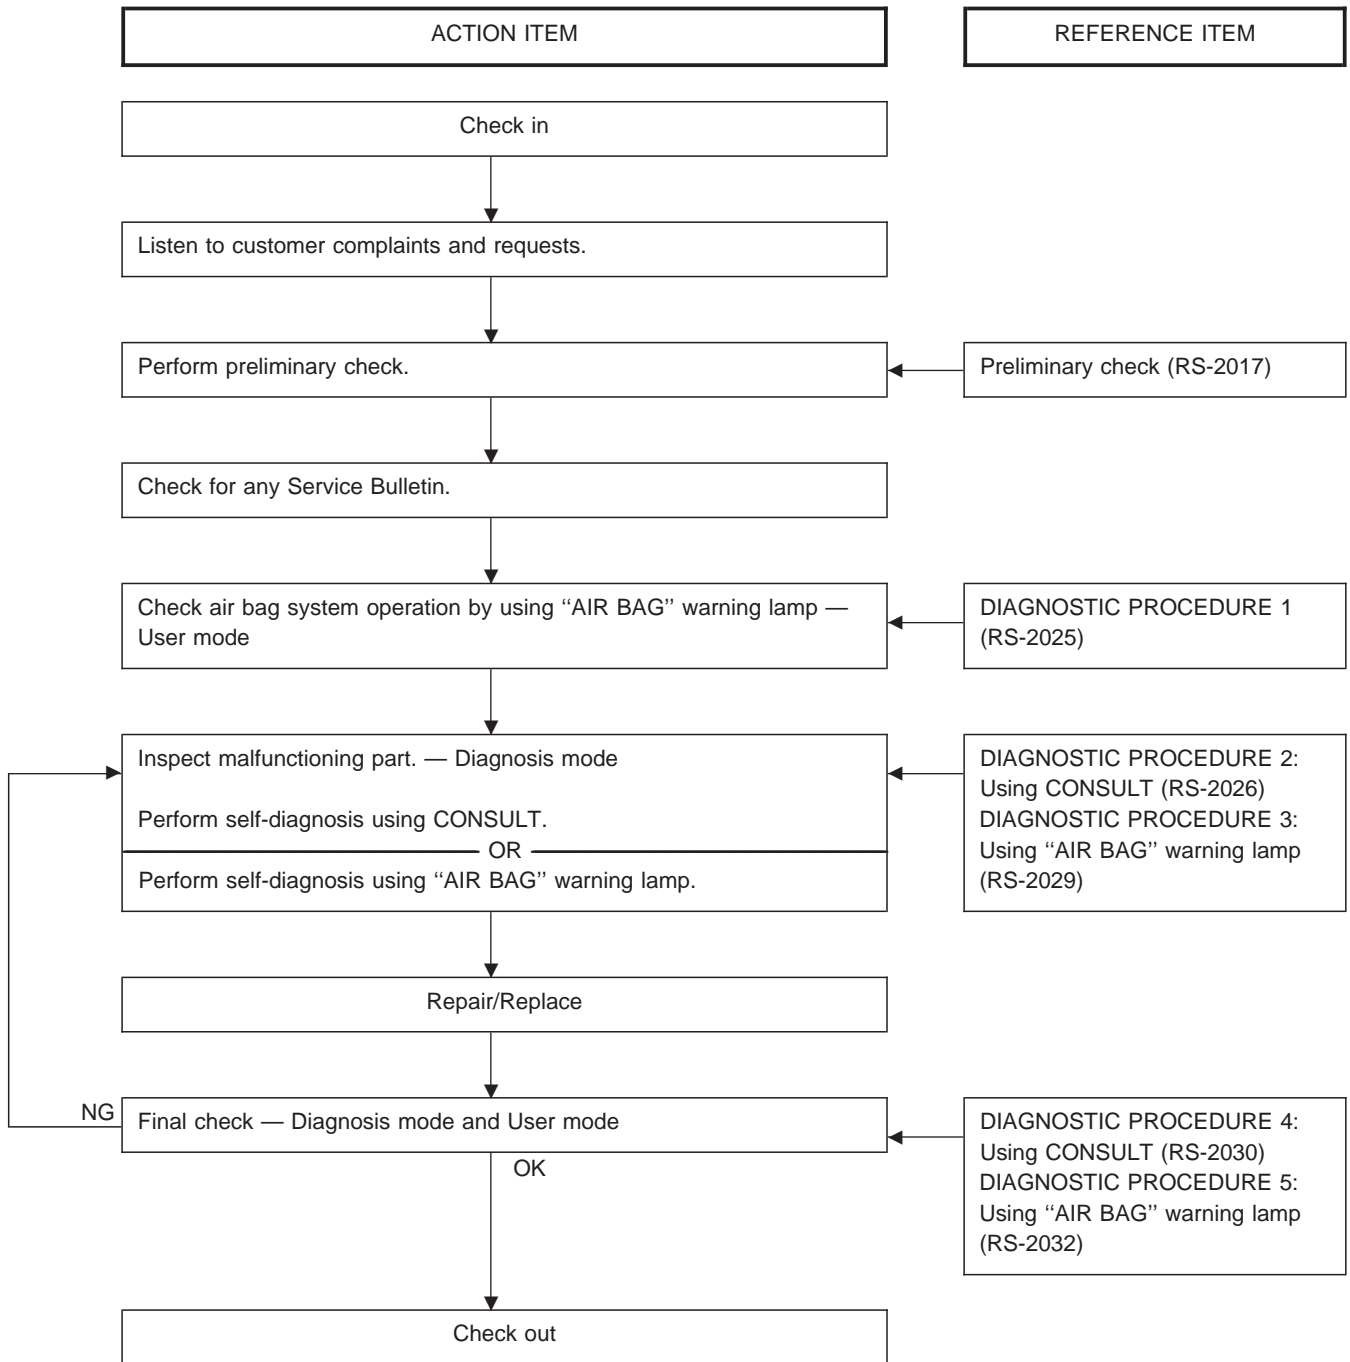 ACTION ITEM
REFERENCE ITEM
Check in
Listen to customer complaints and requests.
Perform preliminary check.
Preliminary check (RS-2017)
Check for any Service Bulletin.
Check air bag system operation by using ‘‘AIR BAG’’ warning lamp —
User mode
DIAGNOSTIC PROCEDURE 1
(RS-2025)
Inspect malfunctioning part. — Diagnosis mode
Perform self-diagnosis using CONSULT.
OR
Perform self-diagnosis using ‘‘AIR BAG’’ warning lamp.
DIAGNOSTIC PROCEDURE 2:
Using CONSULT (RS-2026)
DIAGNOSTIC PROCEDURE 3:
Using ‘‘AIR BAG’’ warning lamp
(RS-2029)
Repair/Replace
NG
Final check — Diagnosis mode and User mode
OK
DIAGNOSTIC PROCEDURE 4:
Using CONSULT (RS-2030)
DIAGNOSTIC PROCEDURE 5:
Using ‘‘AIR BAG’’ warning lamp
(RS-2032)
Check out